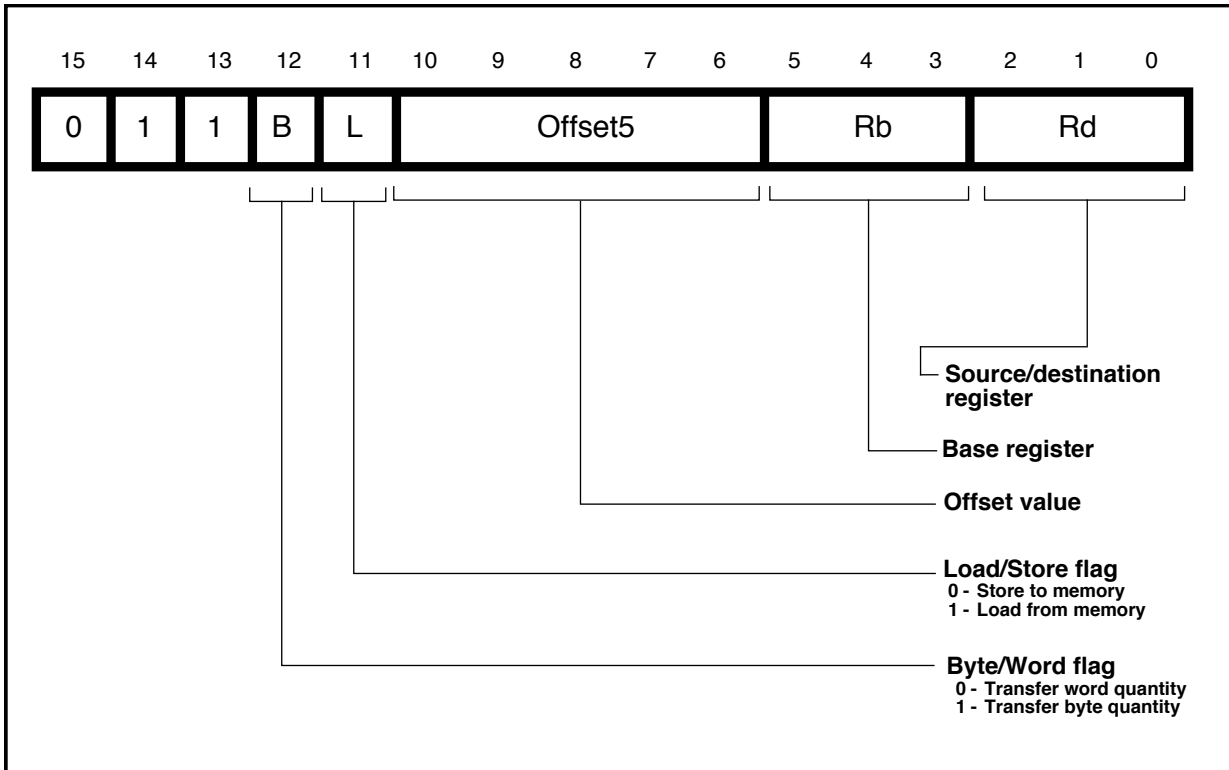 15 14 13 12 11 10 9 8 7 6 5 4 3 2 1 0
0 1 1 B L Offset5 Rb Rd
Source/destination
register
Base register
Offset value
Load/Store flag
0 - Store to memory
1 - Load from memory
Byte/Word flag
0 - Transfer word quantity
1 - Transfer byte quantity